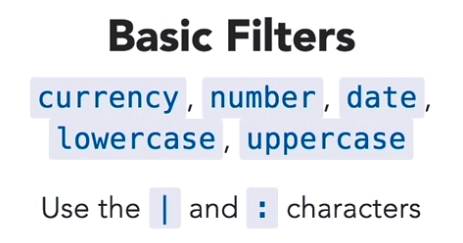 Basic Filters
currency, number, date,
lowercase, uppercase
Use the | and : characters